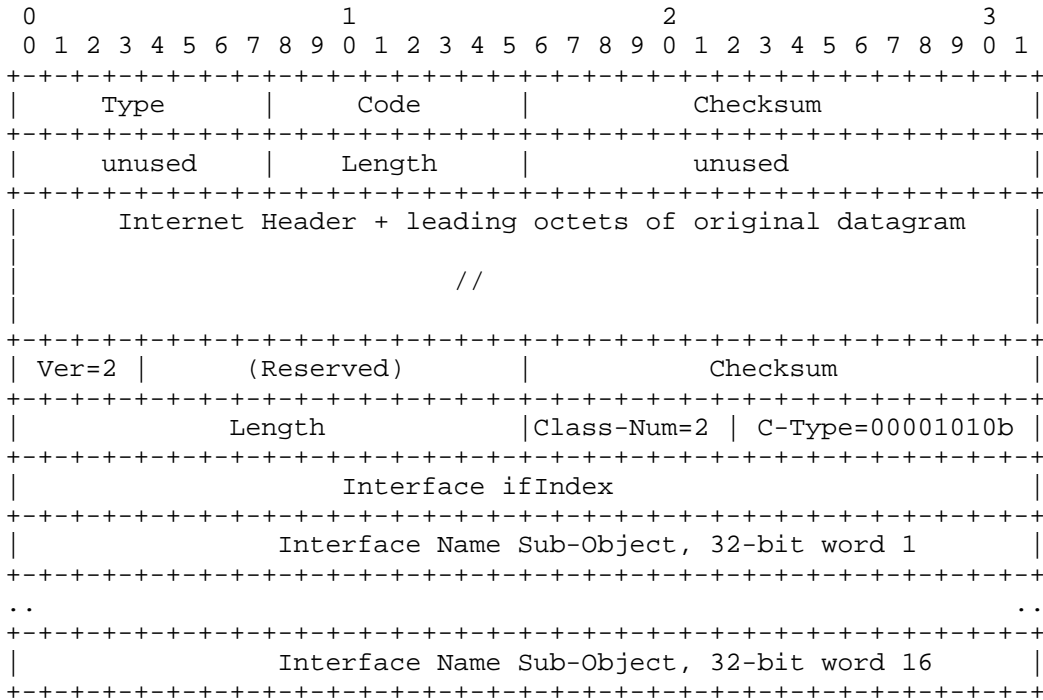 0                   1                   2                   3
 0 1 2 3 4 5 6 7 8 9 0 1 2 3 4 5 6 7 8 9 0 1 2 3 4 5 6 7 8 9 0 1
+-+-+-+-+-+-+-+-+-+-+-+-+-+-+-+-+-+-+-+-+-+-+-+-+-+-+-+-+-+-+-+-+
|     Type      |     Code      |          Checksum             |
+-+-+-+-+-+-+-+-+-+-+-+-+-+-+-+-+-+-+-+-+-+-+-+-+-+-+-+-+-+-+-+-+
|     unused    |    Length     |          unused               |
+-+-+-+-+-+-+-+-+-+-+-+-+-+-+-+-+-+-+-+-+-+-+-+-+-+-+-+-+-+-+-+-+
|      Internet Header + leading octets of original datagram    |
|                                                               |
|                           //                                  |
|                                                               |
+-+-+-+-+-+-+-+-+-+-+-+-+-+-+-+-+-+-+-+-+-+-+-+-+-+-+-+-+-+-+-+-+
| Ver=2 |      (Reserved)       |           Checksum            |
+-+-+-+-+-+-+-+-+-+-+-+-+-+-+-+-+-+-+-+-+-+-+-+-+-+-+-+-+-+-+-+-+
|             Length            |Class-Num=2 | C-Type=00001010b |
+-+-+-+-+-+-+-+-+-+-+-+-+-+-+-+-+-+-+-+-+-+-+-+-+-+-+-+-+-+-+-+-+
|                    Interface ifIndex                          |
+-+-+-+-+-+-+-+-+-+-+-+-+-+-+-+-+-+-+-+-+-+-+-+-+-+-+-+-+-+-+-+-+
|                Interface Name Sub-Object, 32-bit word 1       |
+-+-+-+-+-+-+-+-+-+-+-+-+-+-+-+-+-+-+-+-+-+-+-+-+-+-+-+-+-+-+-+-+
..                                                             ..
+-+-+-+-+-+-+-+-+-+-+-+-+-+-+-+-+-+-+-+-+-+-+-+-+-+-+-+-+-+-+-+-+
|                Interface Name Sub-Object, 32-bit word 16      |
+-+-+-+-+-+-+-+-+-+-+-+-+-+-+-+-+-+-+-+-+-+-+-+-+-+-+-+-+-+-+-+-+